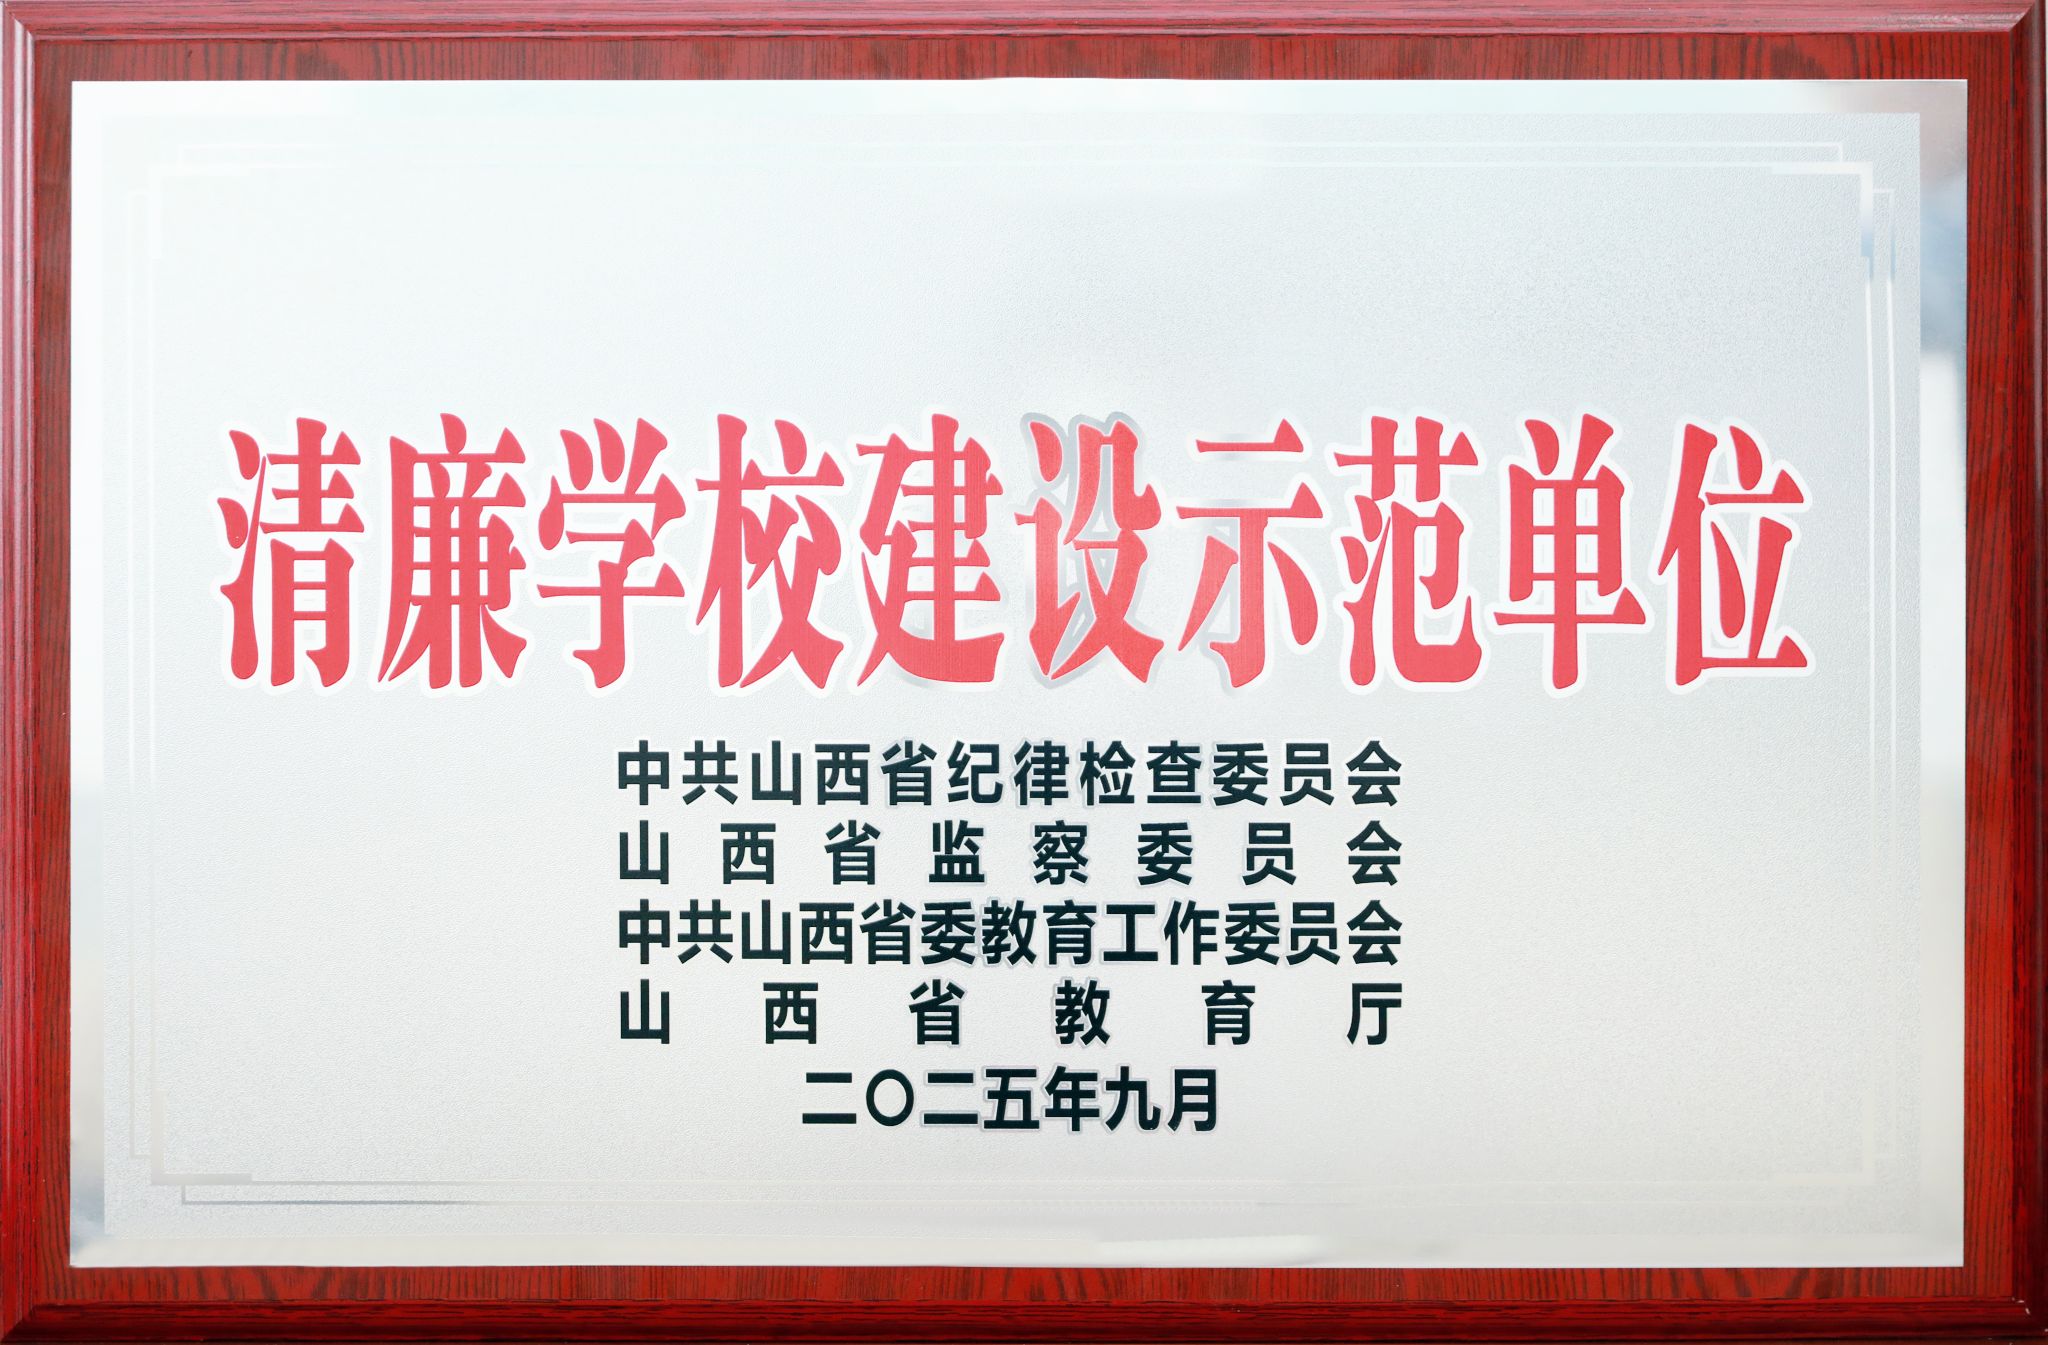 清廉学校建设示范单位
中共山西省纪律检查委员会
山西省监察委员会
中共山西省委教育工作委员会
山西省教育厅
二〇二五年九月